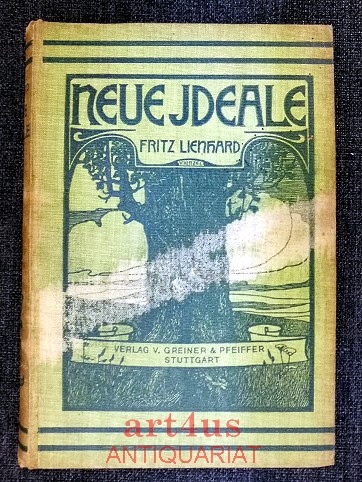 NEUE JDEALE
FRITZ LIENHARD
VERLAG V. GREINER & PFEIFFER
STUTTGART
art4us
ANTIQUARIAT